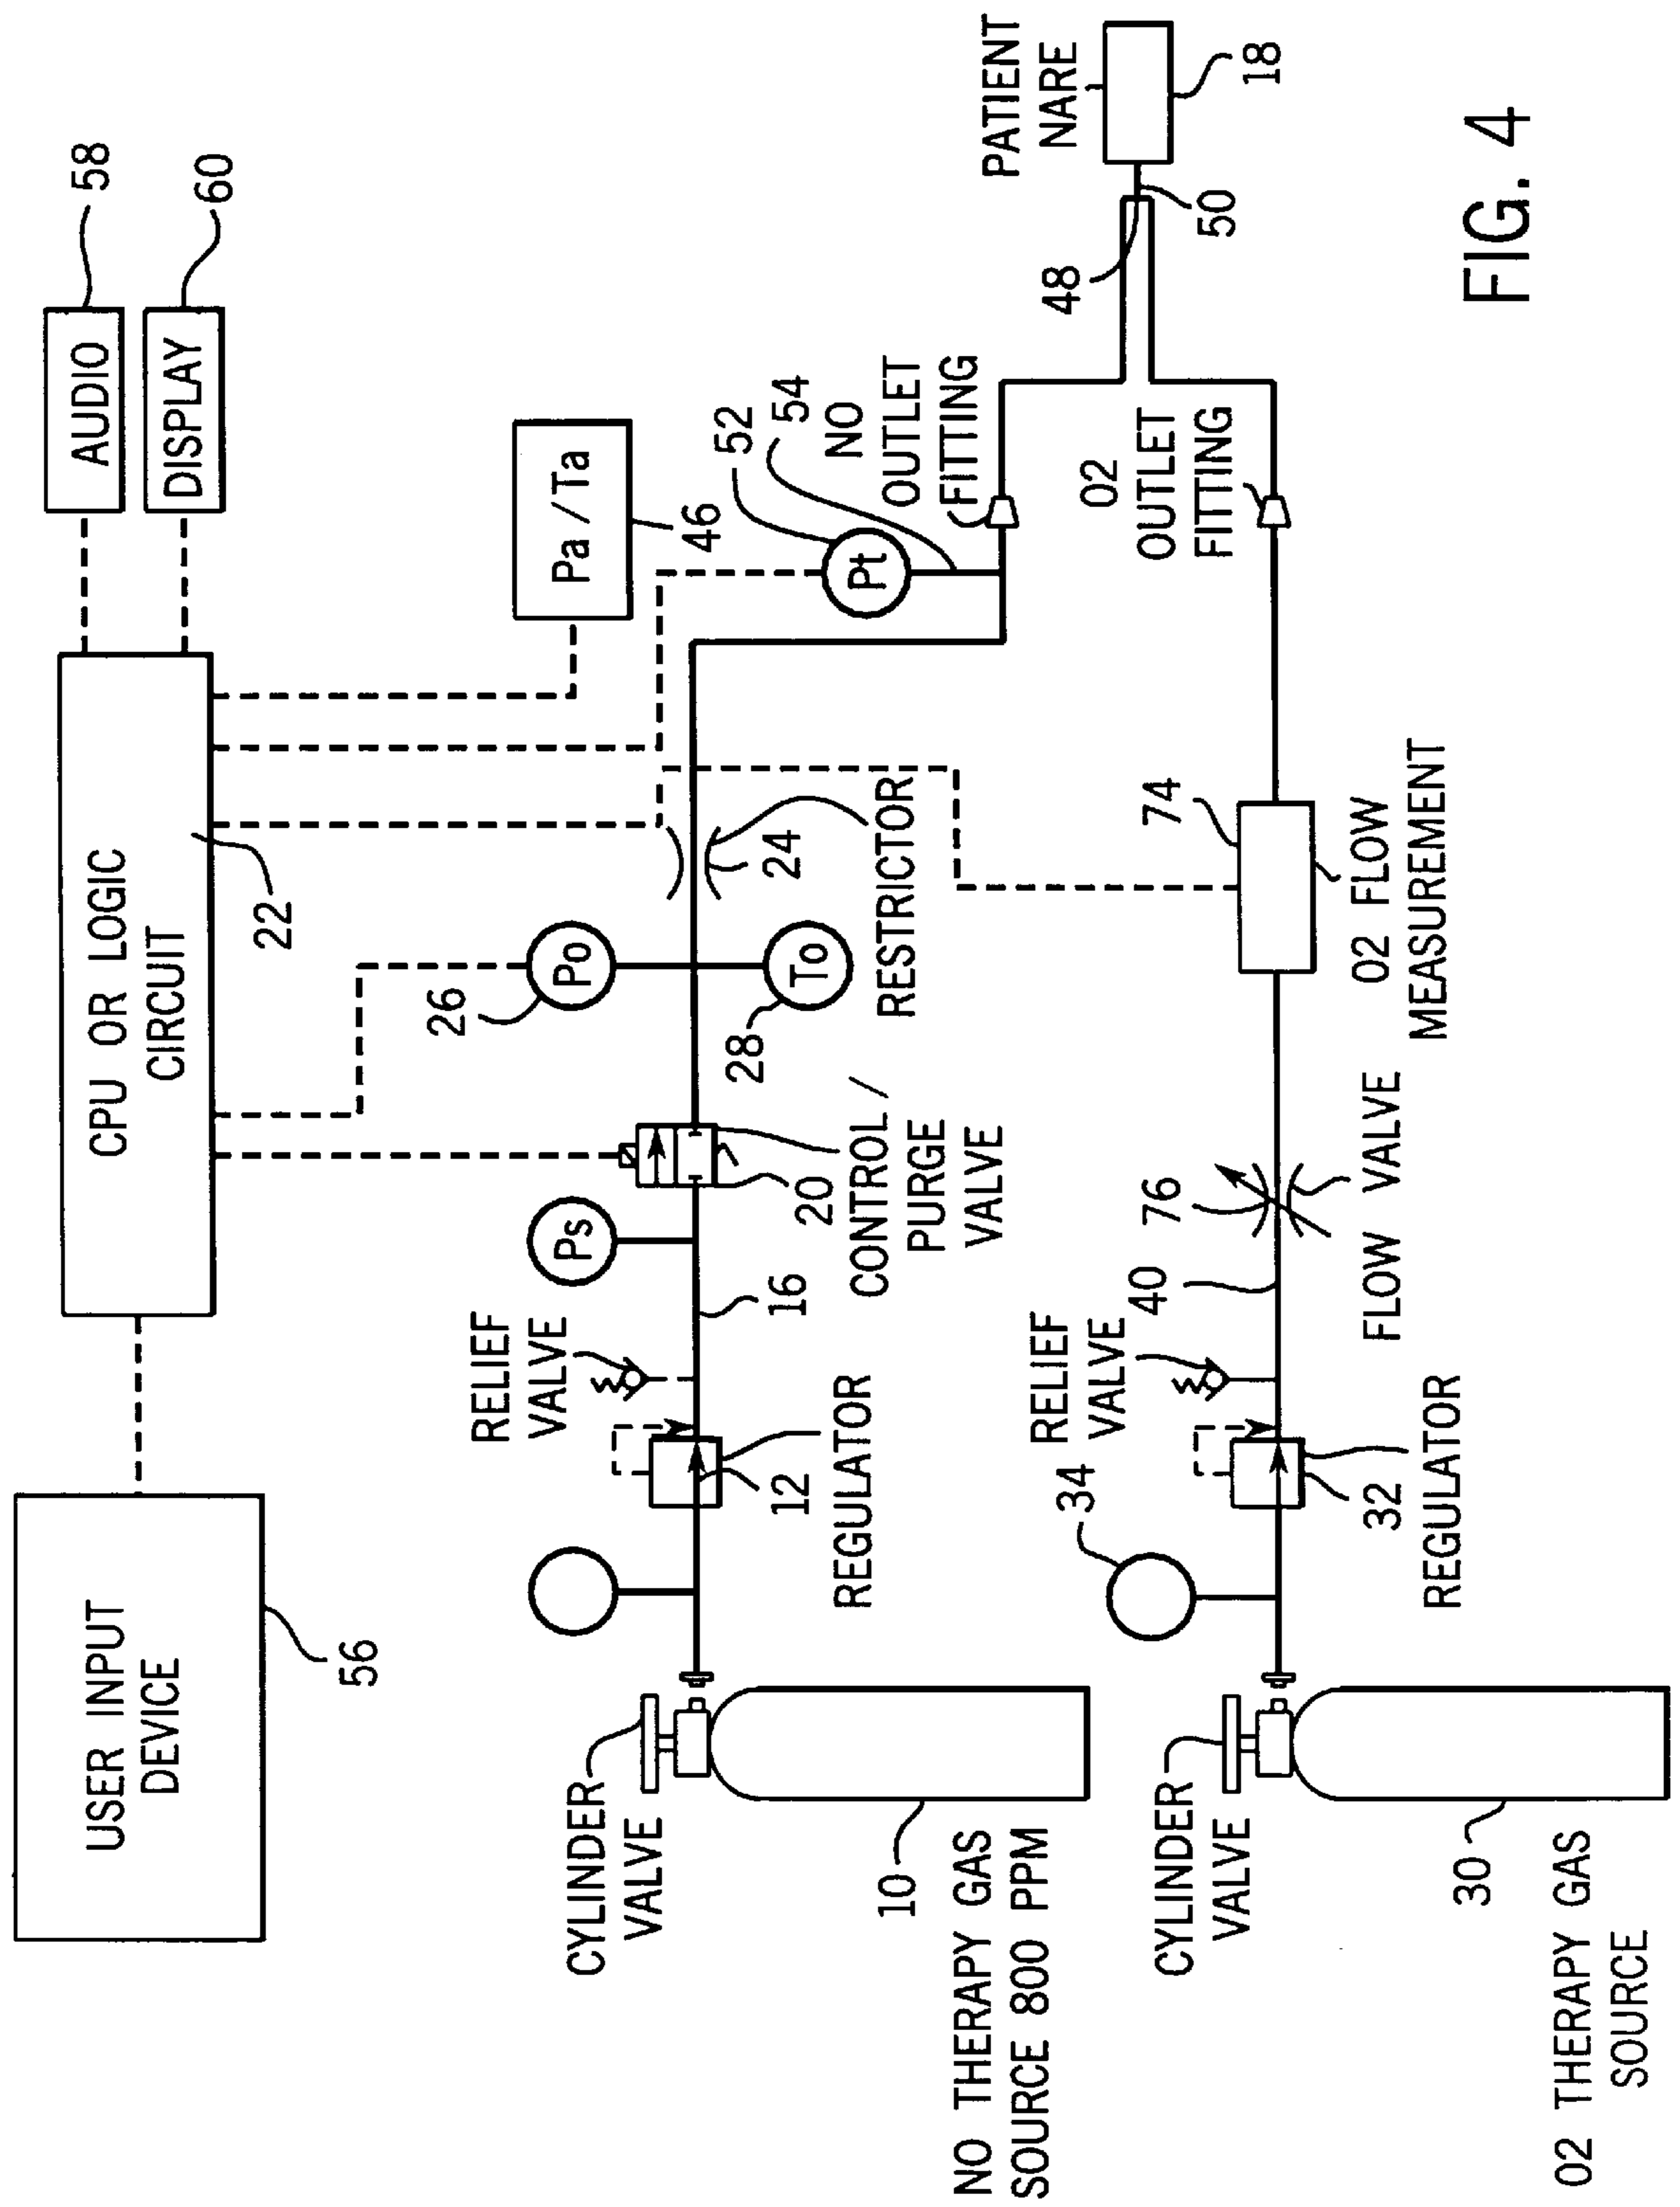 USER INPUT
DEVICE
56
CPU OR LOGIC
CIRCUIT
22
AUDIO
58
DISPLAY
60
Pa /Ta
46
RELIEF
VALVE
Ps
26
Po
28
To
24
RESTRICTOR
52
54
Pt
NO
OUTLET
FITTING
CYLINDER
VALVE
12
REGULATOR
16
20
CONTROL /
PURGE
VALVE
10
NO THERAPY GAS
SOURCE 800 PPM
PATIENT
NARE
18
48
50
02
OUTLET
FITTING
CYLINDER
VALVE
34
RELIEF
VALVE
40
76
74
32
REGULATOR
FLOW VALVE
02 FLOW
MEASUREMENT
30
02 THERAPY GAS
SOURCE
FIG. 4